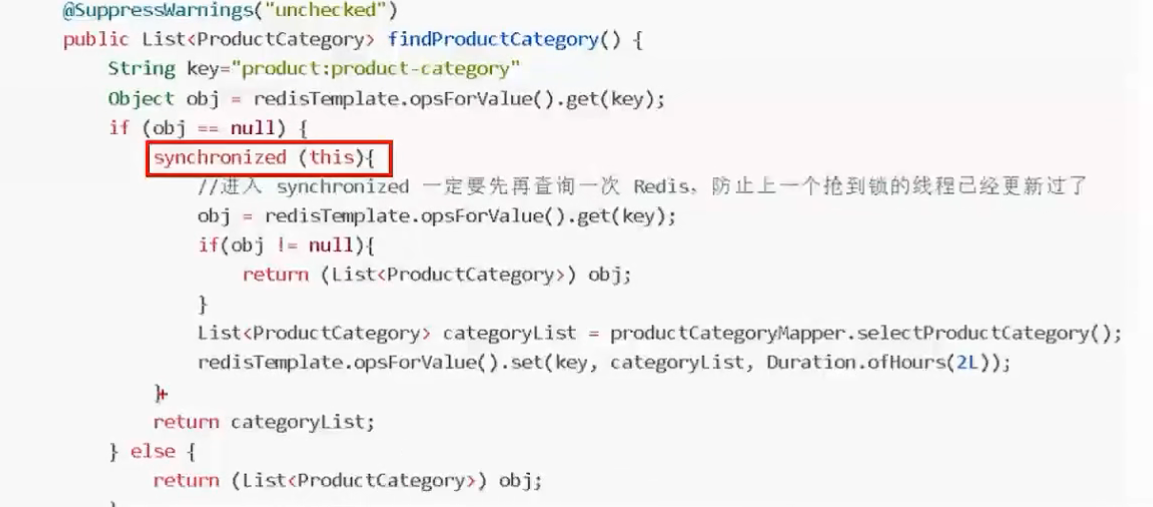 @SuppressWarnings("unchecked")
public List<ProductCategory> findProductCategory() {
String key="product:product-category"
Object obj = redisTemplate.opsForValue().get(key);
if (obj == null) {
synchronized (this){
//进入 synchronized 一定要先再查询一次 Redis，防止上一个抢到锁的线程已经更新过了
obj = redisTemplate.opsForValue().get(key);
if(obj != null){
return (List<ProductCategory>) obj;
}
List<ProductCategory> categoryList = productCategoryMapper.selectProductCategory();
redisTemplate.opsForValue().set(key, categoryList, Duration.ofHours(2L));
}
return categoryList;
} else {
return (List<ProductCategory>) obj;